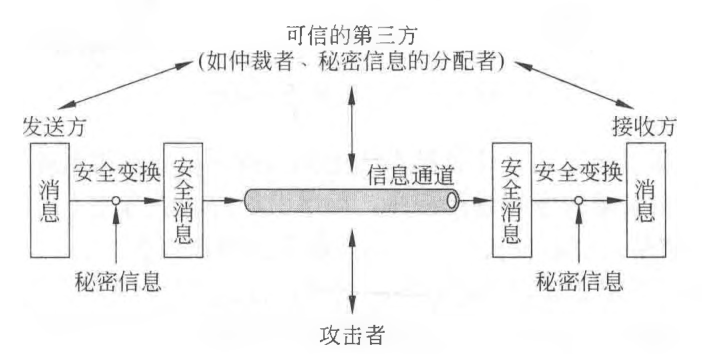 可信的第三方
(如仲裁者、秘密信息的分配者)
发送方
接收方
消息
安全变换
安全消息
信息通道
安全消息
安全变换
消息
秘密信息
秘密信息
攻击者